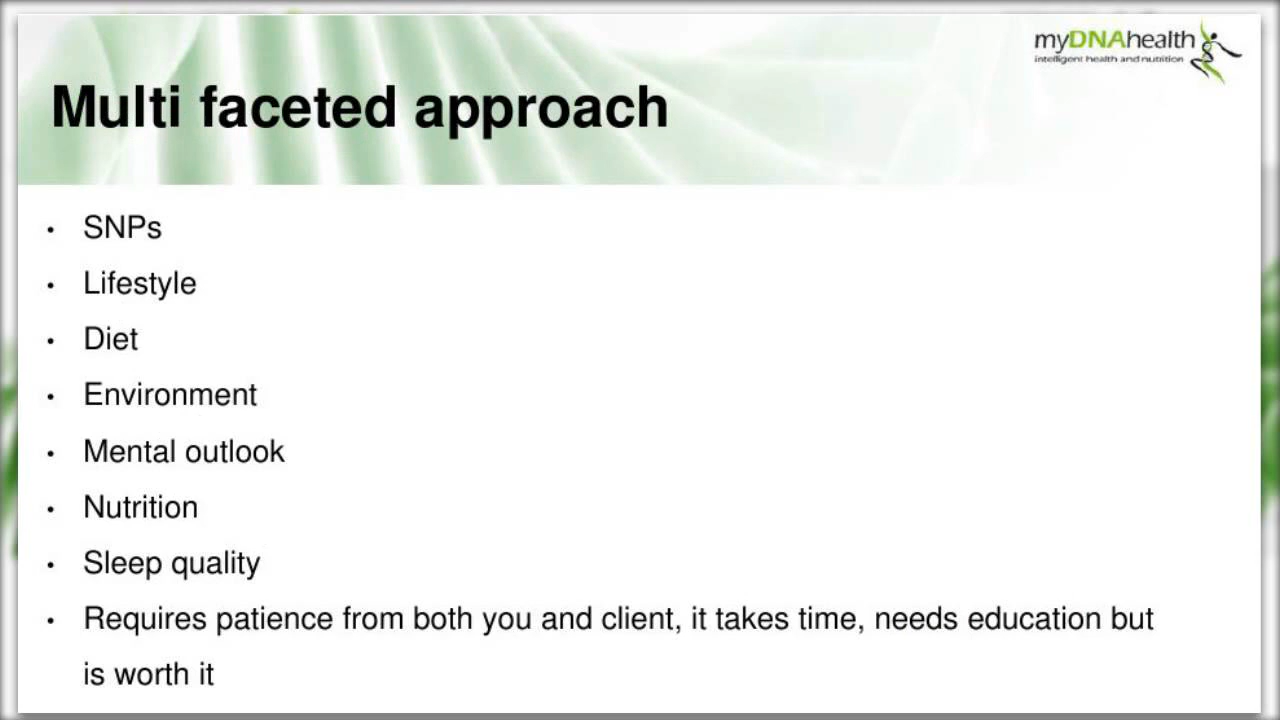 myDNAhealth
intelligent health and nutrition
Multi faceted approach
• SNPs
• Lifestyle
• Diet
• Environment
• Mental outlook
• Nutrition
• Sleep quality
• Requires patience from both you and client, it takes time, needs education but
is worth it